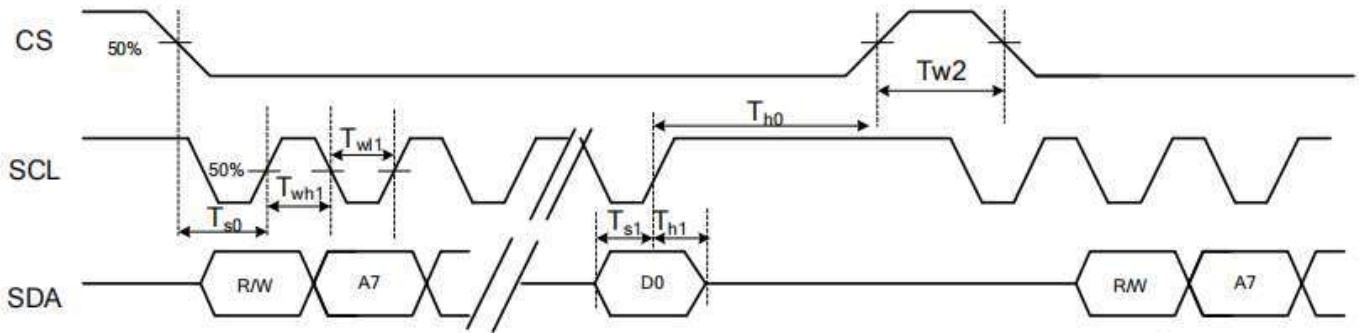 CS
50%
Tw2
Th0
SCL
50%
Twl1
Twh1
Ts0
Ts1
Th1
SDA
R/W
A7
D0
R/W
A7